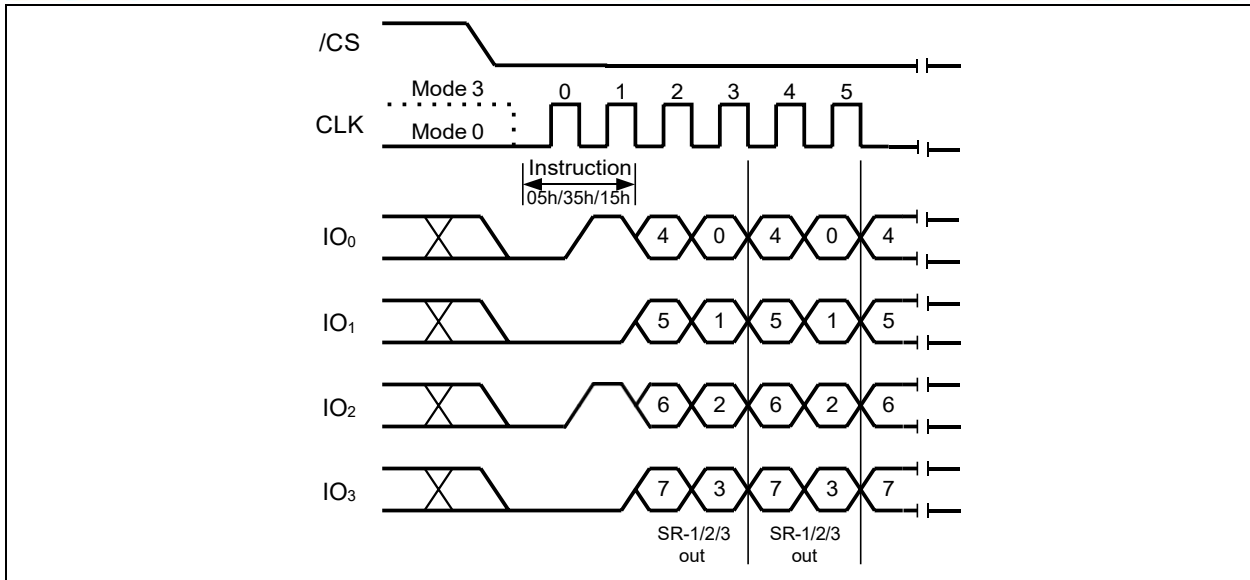 /CS
Mode 3
0 1 2 3 4 5
CLK
Mode 0
Instruction
05h/35h/15h
IO₀ 4 0 4 0 4
IO₁ 5 1 5 1 5
IO₂ 6 2 6 2 6
IO₃ 7 3 7 3 7
SR-1/2/3 SR-1/2/3
out out